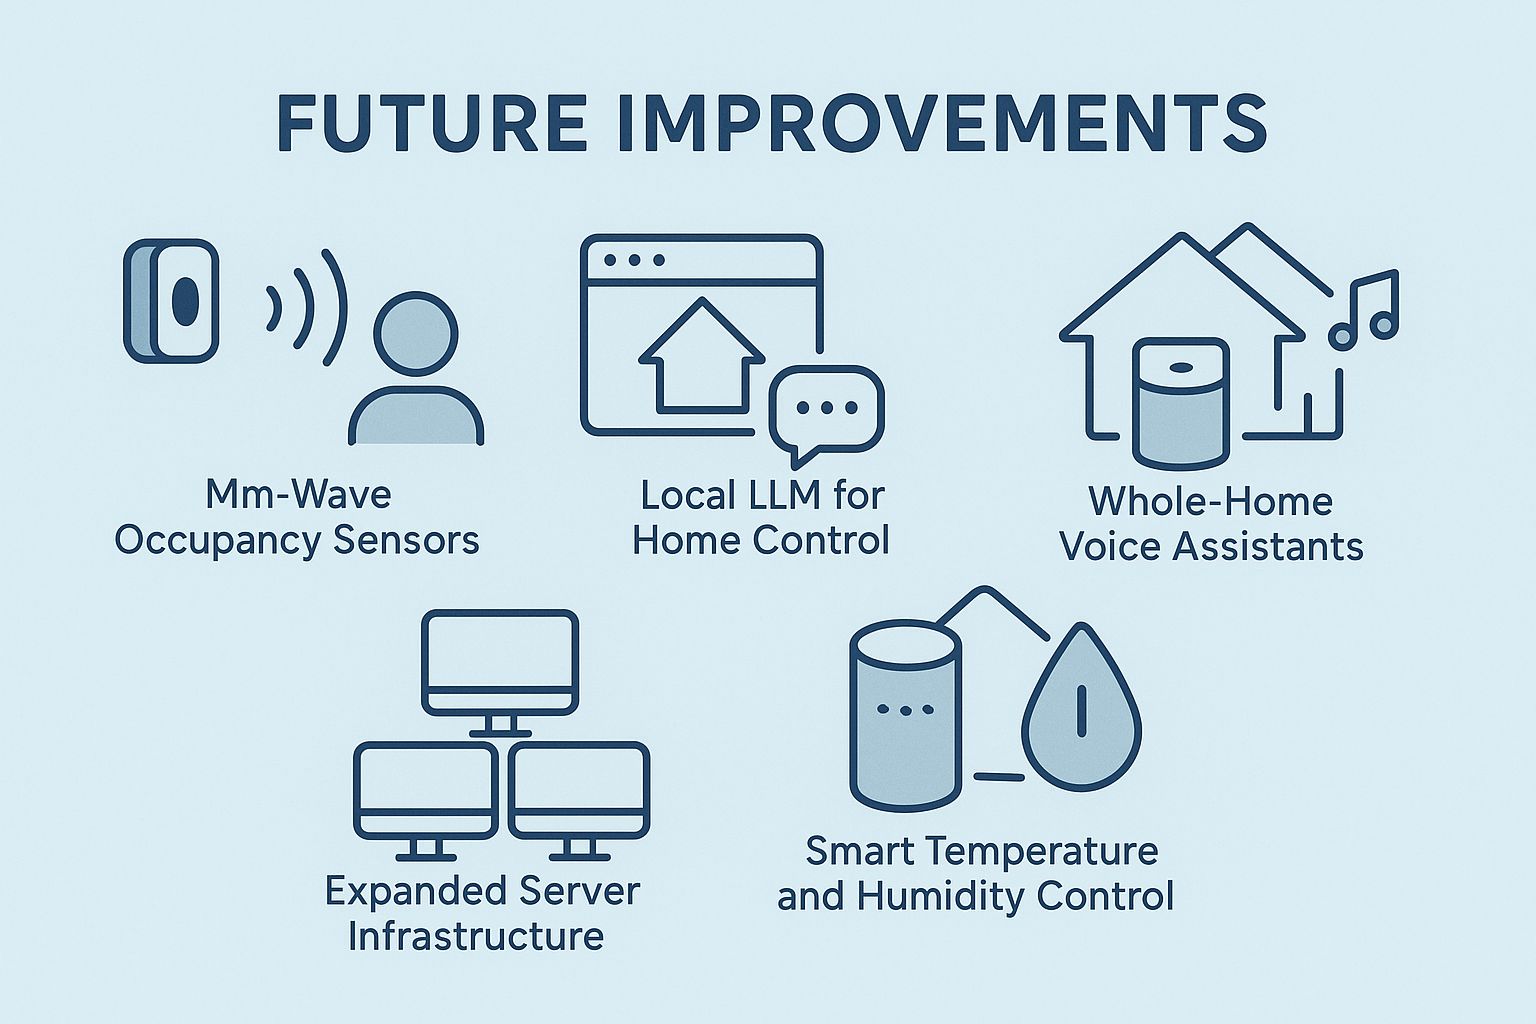 FUTURE IMPROVEMENTS
Mm-Wave
Occupancy Sensors
Local LLM for
Home Control
Whole-Home
Voice Assistants
Expanded Server
Infrastructure
Smart Temperature
and Humidity Control